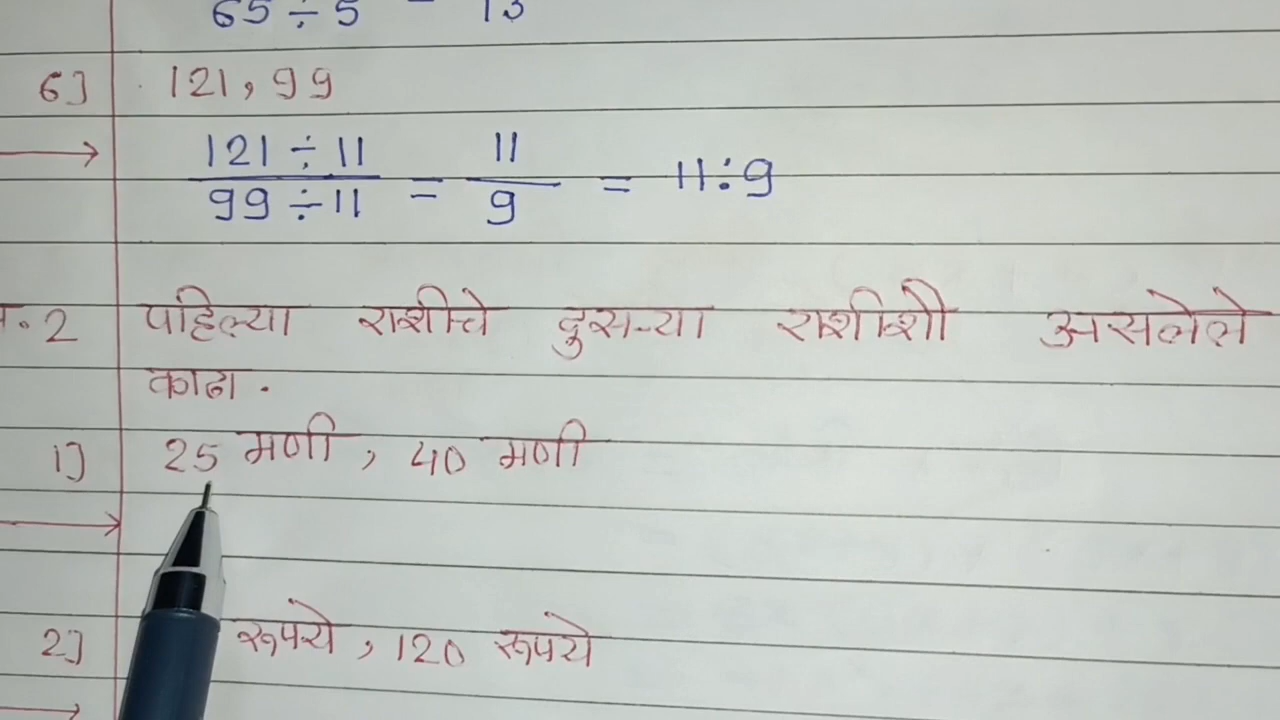 65 ÷ 5 13
6] 121, 99
121 ÷ 11 / 99 ÷ 11 = 11 / 9 = 11:9
2 पहिल्या राशीचे दुसऱ्या राशीशी असलेले
काढा.
1] 25 मणी, 40 मणी
2] रूपये, 120 रूपये